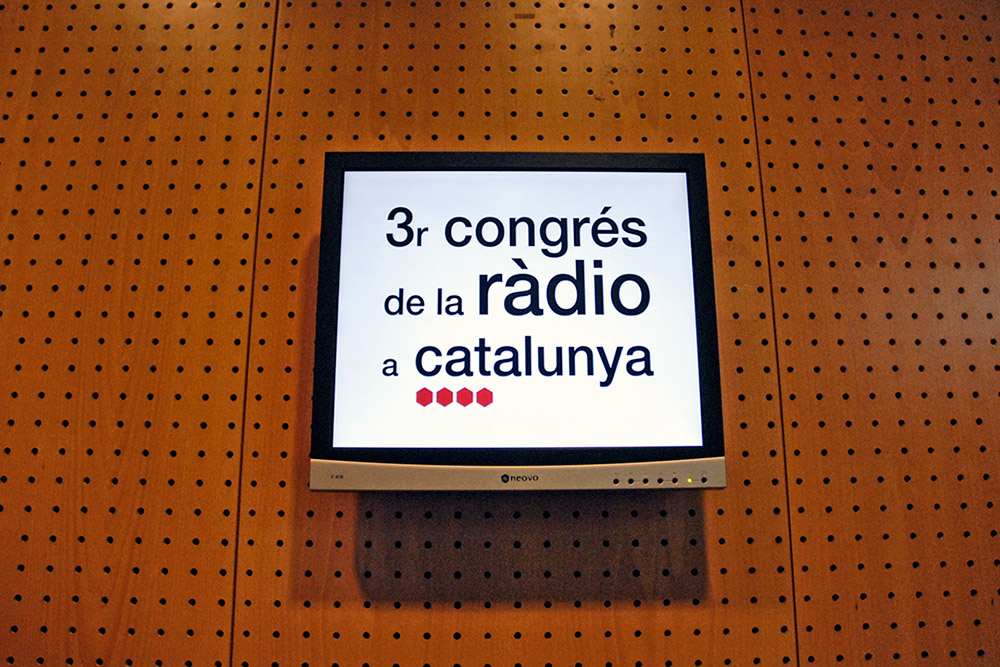 3r congrés
de la ràdio
a catalunya
neovo